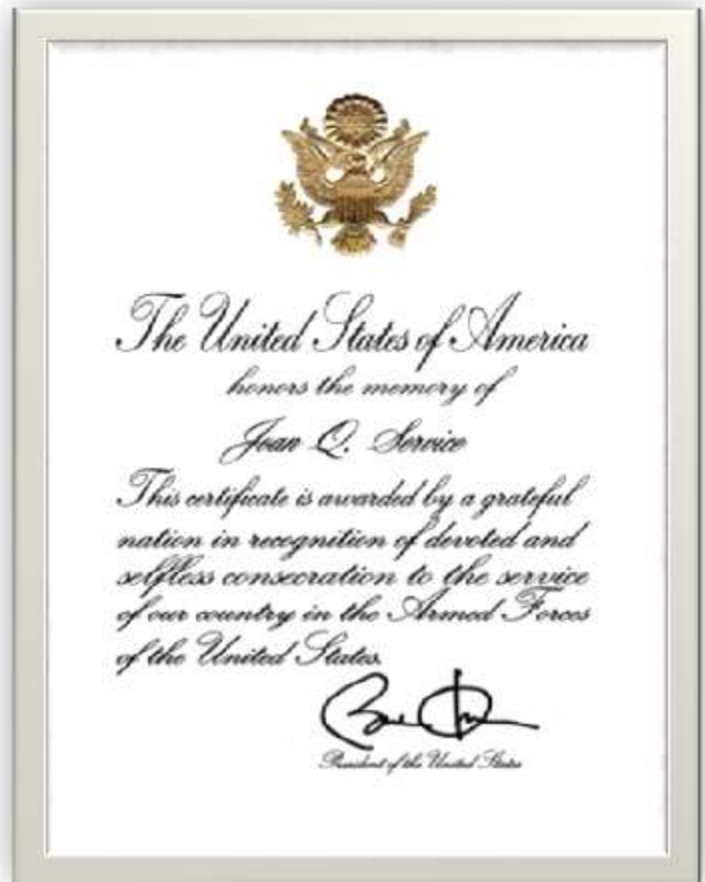 The United States of America
honors the memory of
Joan Q. Service
This certificate is awarded by a grateful
nation in recognition of devoted and
selfless consecration to the service
of our country in the Armed Forces
of the United States.
President of the United States